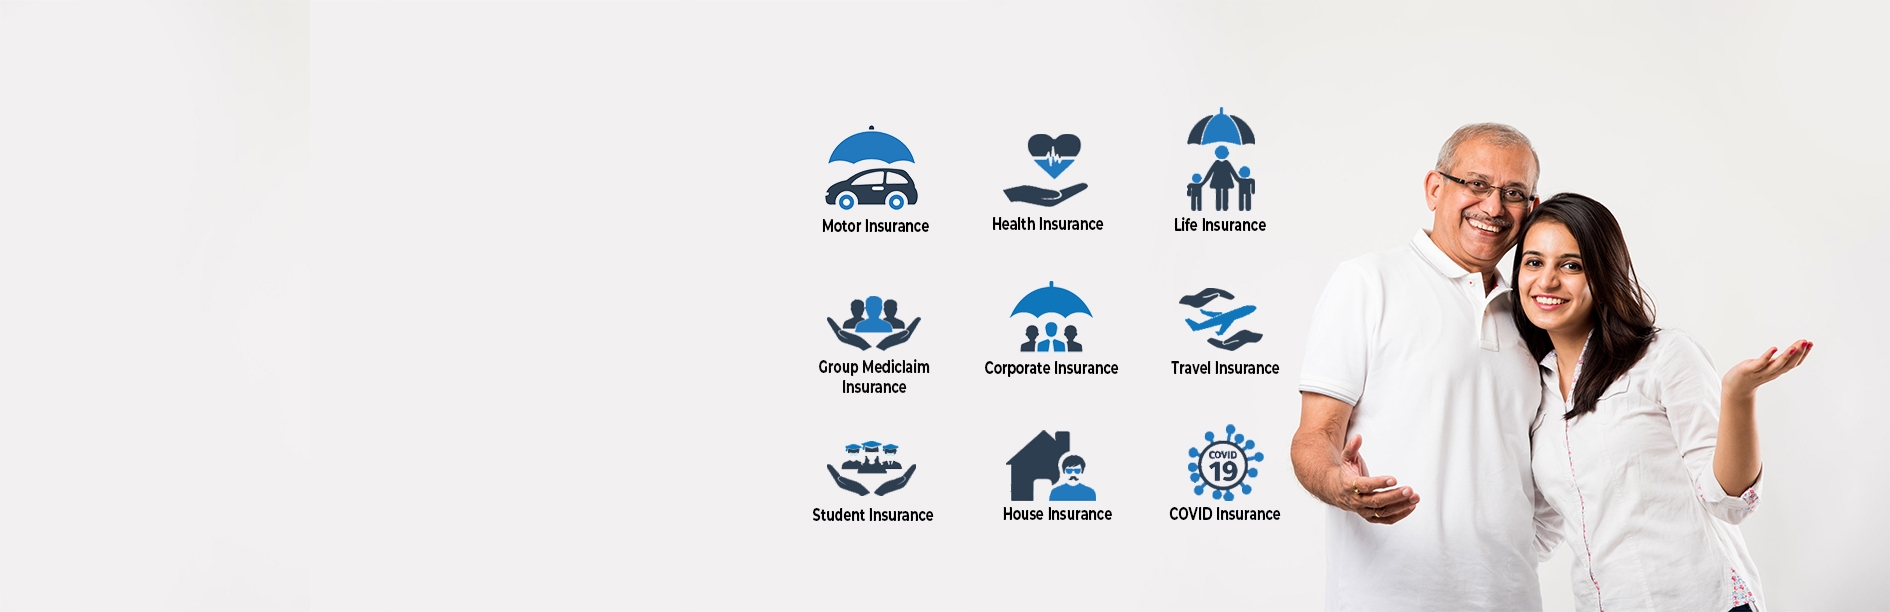 Motor Insurance
Health Insurance
Life Insurance
Group Mediclaim
Insurance
Corporate Insurance
Travel Insurance
Student Insurance
House Insurance
COVID
19
COVID Insurance